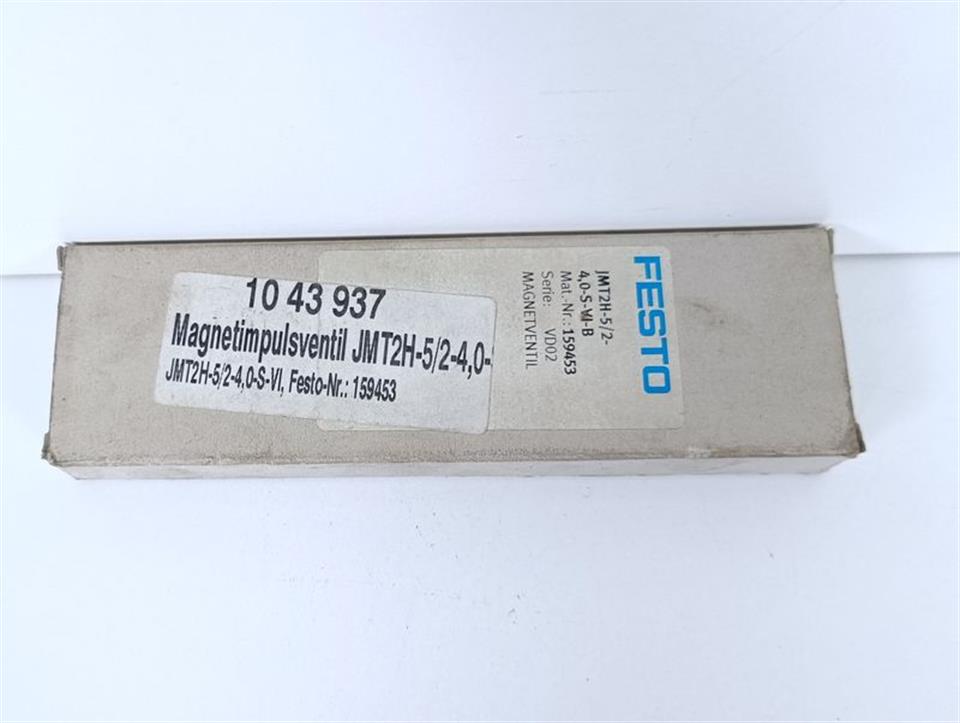 10 43 937
Magnetimpulsventil JMT2H-5/2-4,0-
JMT2H-5/2-4,0-S-VI, Festo-Nr.: 159453
FESTO
JMT2H-5/2-
4,0-S-VI-B
Mat.-Nr.: 159453
Serie: VD02
MAGNETVENTIL